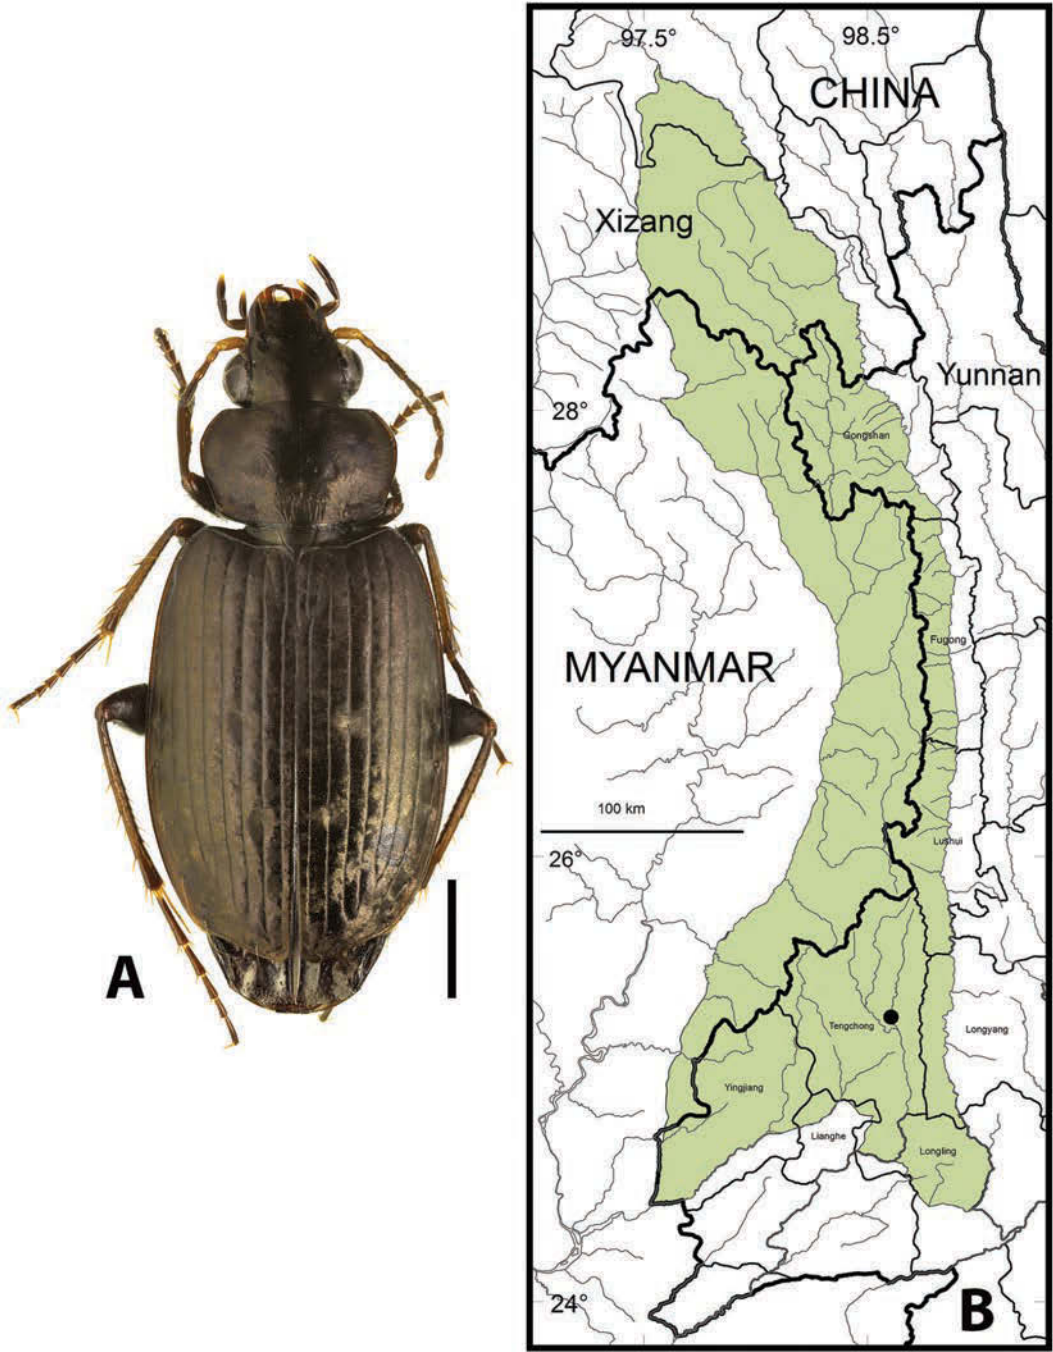 A
97.5°
98.5°
CHINA
Xizang
Yunnan
28°
Gongshan
Fugong
MYANMAR
100 km
Lushui
26°
Tengchong
Longyang
Yingjiang
Lianghe
Longling
24°
B